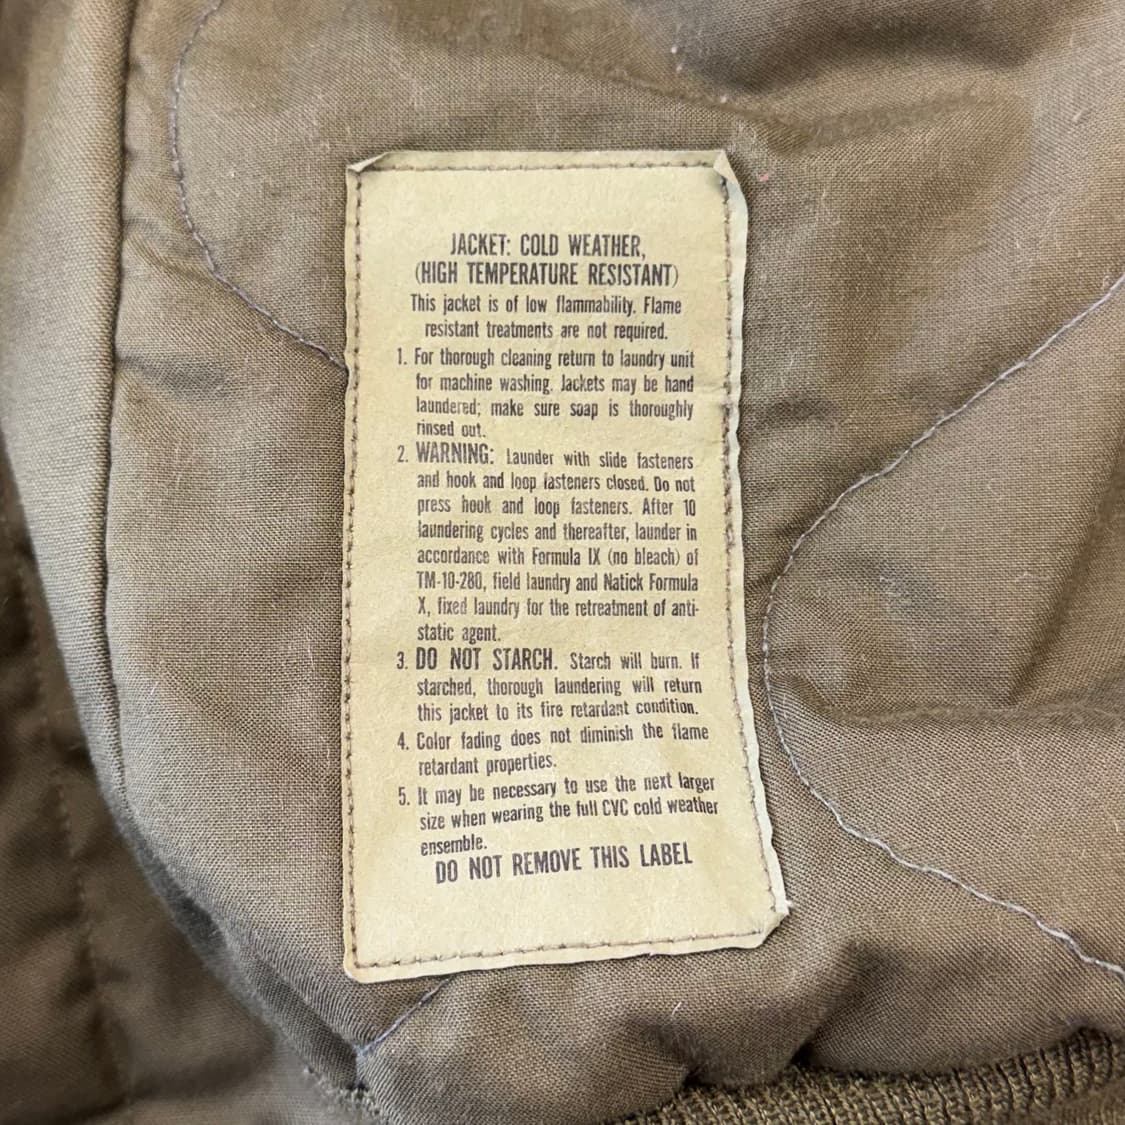 JACKET: COLD WEATHER,
(HIGH TEMPERATURE RESISTANT)
This jacket is of low flammability. Flame
resistant treatments are not required.
1. For thorough cleaning return to laundry unit
for machine washing. Jackets may be hand
laundered; make sure soap is thoroughly
rinsed out.
2. WARNING: Launder with slide fasteners
and hook and loop fasteners closed. Do not
press hook and loop fasteners. After 10
laundering cycles and thereafter, launder in
accordance with Formula IX (no bleach) of
TM-10-280, field laundry and Natick Formula
X, fixed laundry for the retreatment of anti-
static agent.
3. DO NOT STARCH. Starch will burn. If
starched, thorough laundering will return
this jacket to its fire retardant condition.
4. Color fading does not diminish the flame
retardant properties.
5. It may be necessary to use the next larger
size when wearing the full CVC cold weather
ensemble.
DO NOT REMOVE THIS LABEL